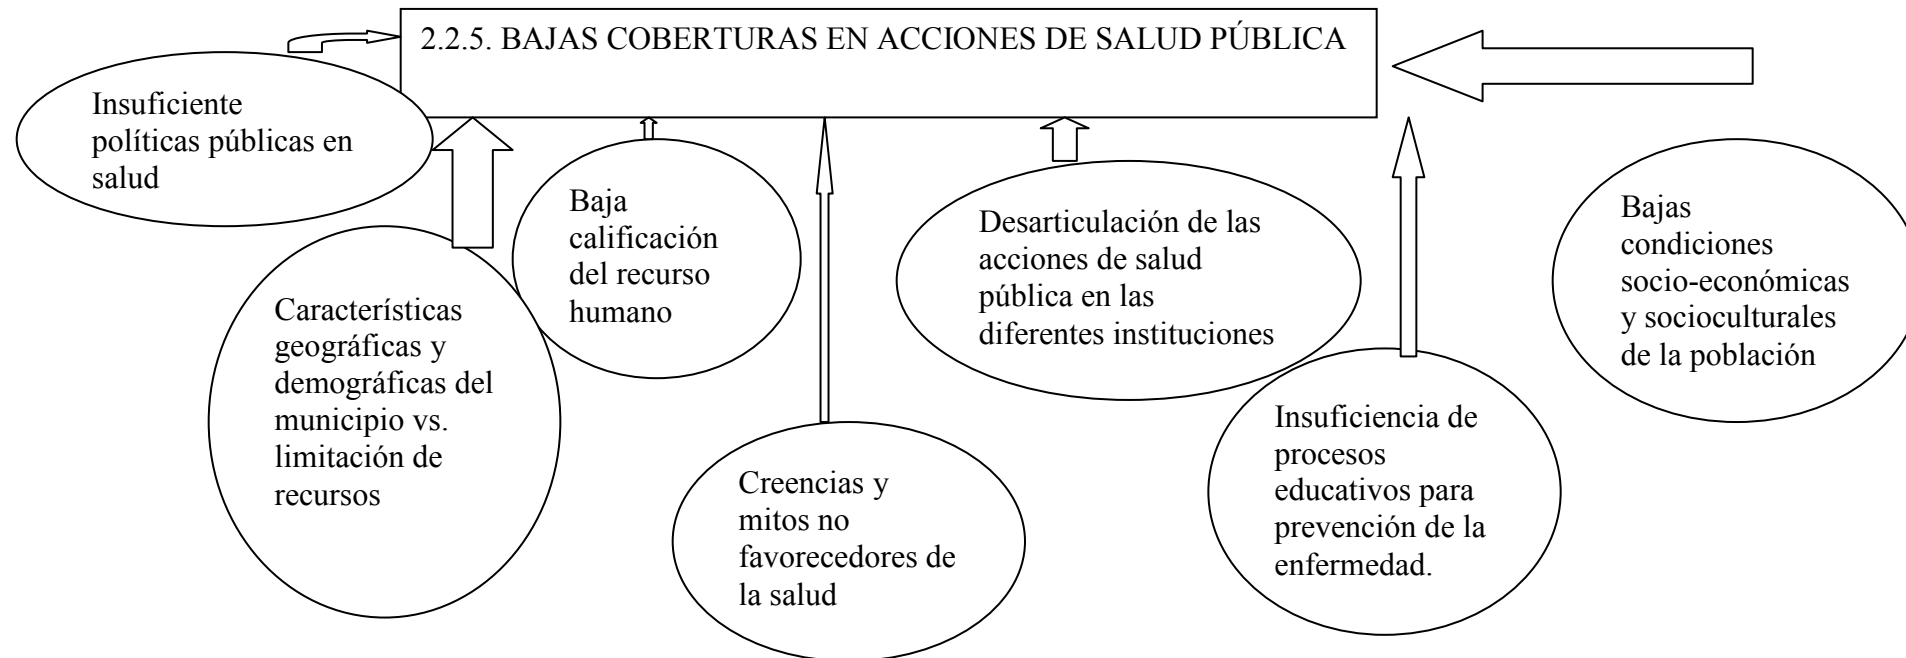 2.2.5. BAJAS COBERTURAS EN ACCIONES DE SALUD PÚBLICA
Insuficiente
políticas públicas en
salud
Características
geográficas y
demográficas del
municipio vs.
limitación de
recursos
Baja
calificación
del recurso
humano
Creencias y
mitos no
favorecedores de
la salud
Desarticulación de las
acciones de salud
pública en las
diferentes instituciones
Insuficiencia de
procesos
educativos para
prevención de la
enfermedad.
Bajas
condiciones
socio-económicas
y socioculturales
de la población